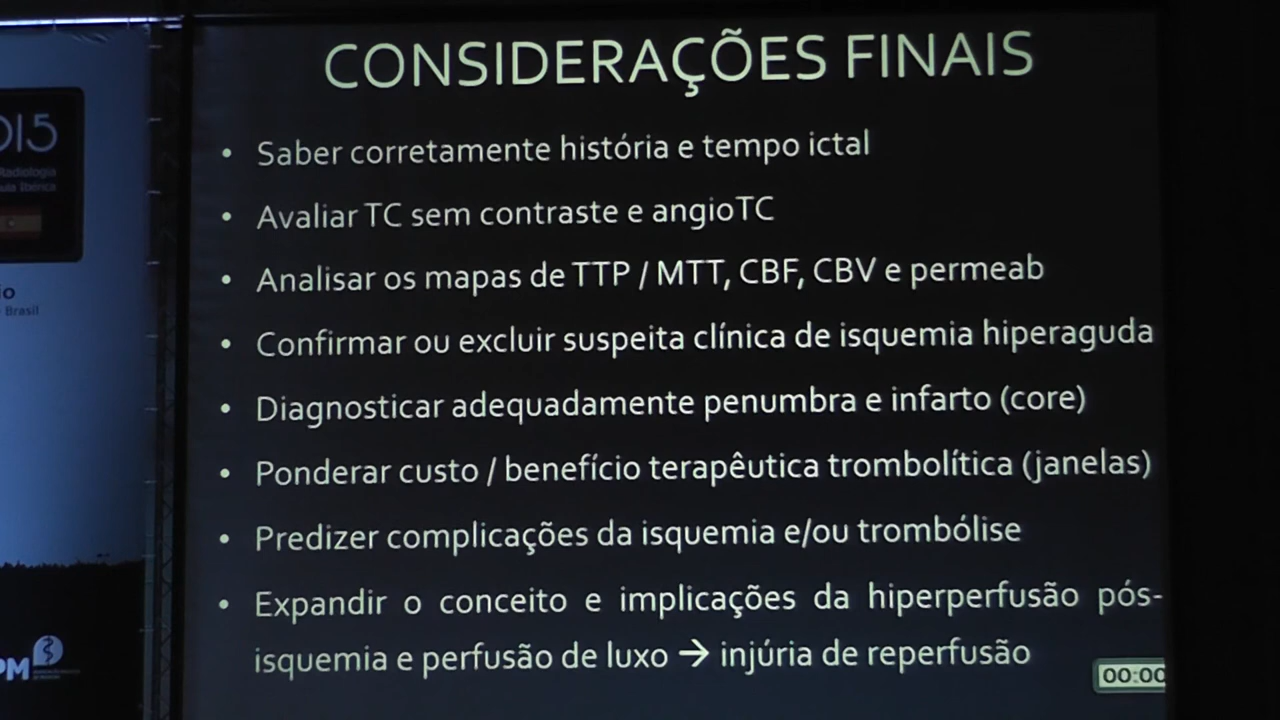 CONSIDERAÇÕES FINAIS
• Saber corretamente história e tempo ictal
• Avaliar TC sem contraste e angioTC
• Analisar os mapas de TTP / MTT, CBF, CBV e permeab
• Confirmar ou excluir suspeita clínica de isquemia hiperaguda
• Diagnosticar adequadamente penumbra e infarto (core)
• Ponderar custo / benefício terapêutica trombolítica (janelas)
• Predizer complicações da isquemia e/ou trombólise
• Expandir o conceito e implicações da hiperperfusão pós-
isquemia e perfusão de luxo → injúria de reperfusão
00:00
015
Radiologia
ula Ibérica
io
Brasil
PM